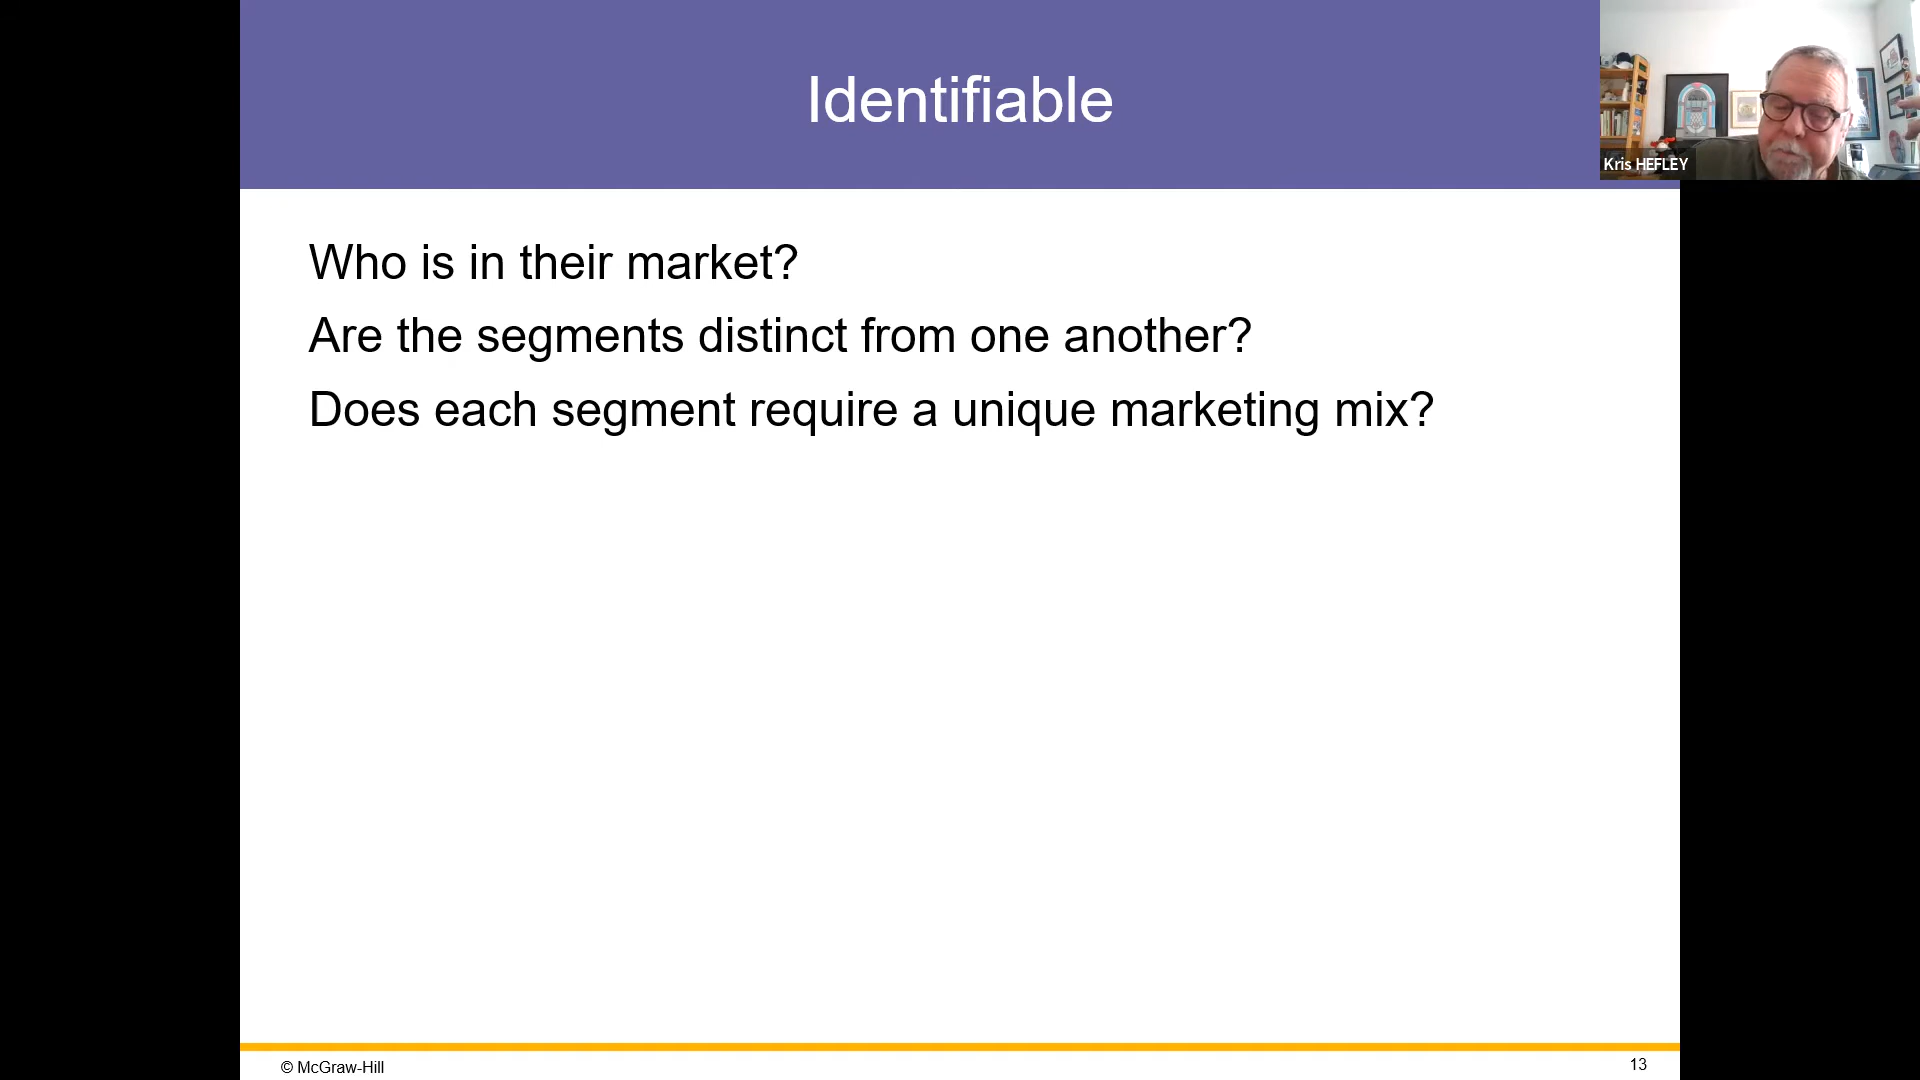 Identifiable
Kris HEFLEY
Who is in their market?
Are the segments distinct from one another?
Does each segment require a unique marketing mix?
© McGraw-Hill
13